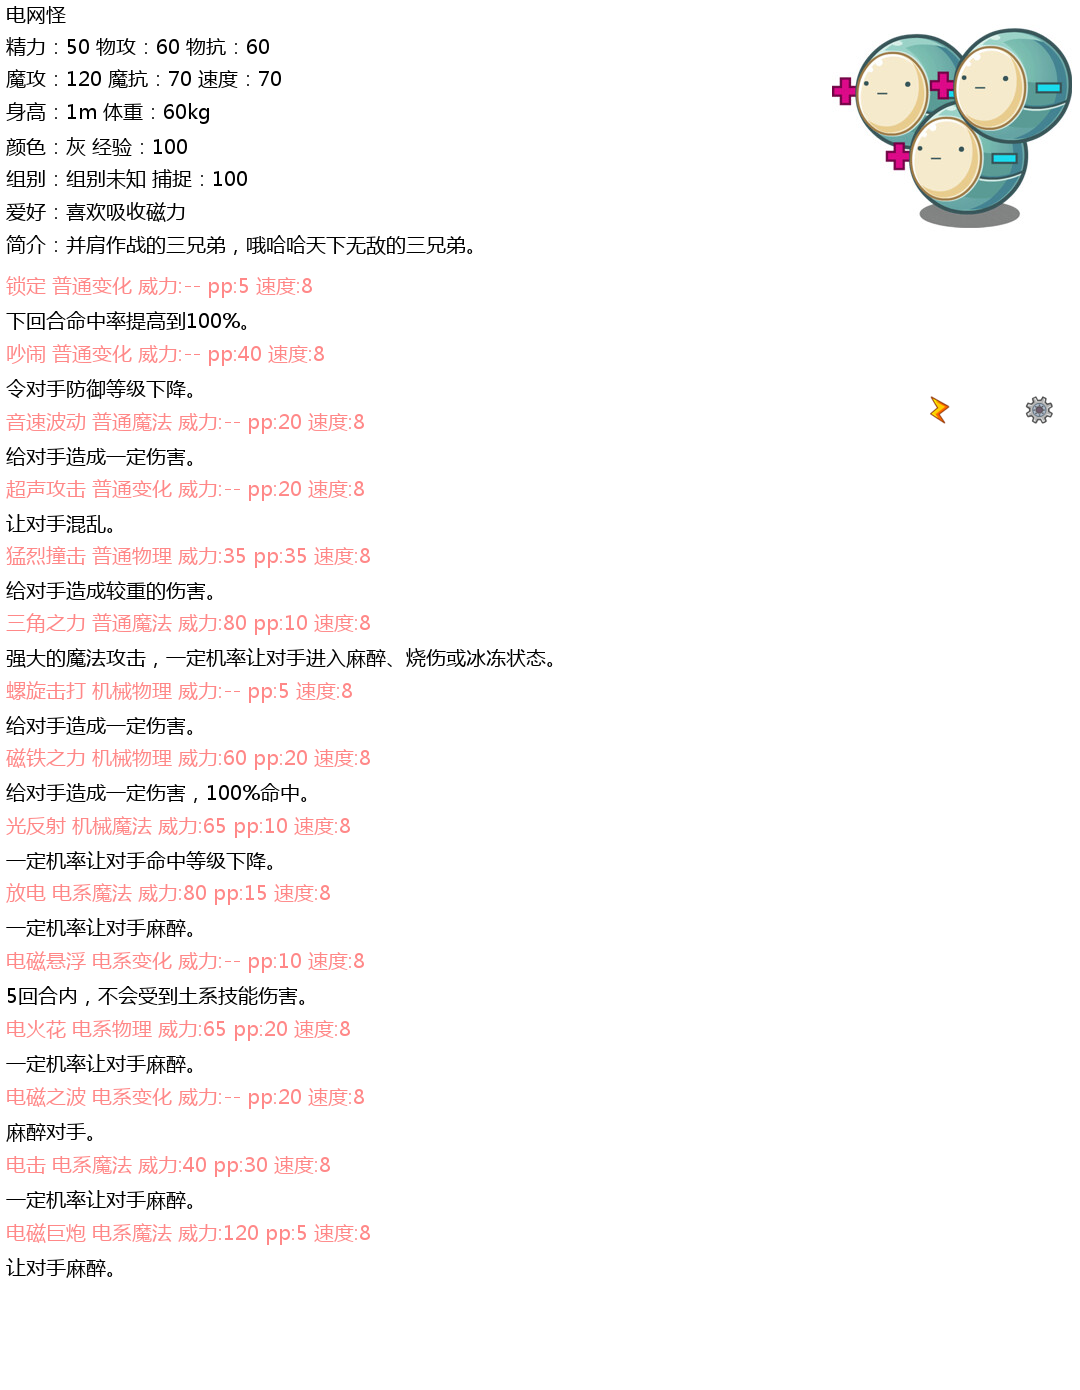 电网怪
精力：50 物攻：60 物抗：60
魔攻：120 魔抗：70 速度：70
身高：1m 体重：60kg
颜色：灰 经验：100
组别：组别未知 捕捉：100
爱好：喜欢吸收磁力
简介：并肩作战的三兄弟，哦哈哈天下无敌的三兄弟。
锁定 普通变化 威力:-- pp:5 速度:8
下回合命中率提高到100%。
吵闹 普通变化 威力:-- pp:40 速度:8
令对手防御等级下降。
音速波动 普通魔法 威力:-- pp:20 速度:8
给对手造成一定伤害。
超声攻击 普通变化 威力:-- pp:20 速度:8
让对手混乱。
猛烈撞击 普通物理 威力:35 pp:35 速度:8
给对手造成较重的伤害。
三角之力 普通魔法 威力:80 pp:10 速度:8
强大的魔法攻击，一定机率让对手进入麻醉、烧伤或冰冻状态。
螺旋击打 机械物理 威力:-- pp:5 速度:8
给对手造成一定伤害。
磁铁之力 机械物理 威力:60 pp:20 速度:8
给对手造成一定伤害，100%命中。
光反射 机械魔法 威力:65 pp:10 速度:8
一定机率让对手命中等级下降。
放电 电系魔法 威力:80 pp:15 速度:8
一定机率让对手麻醉。
电磁悬浮 电系变化 威力:-- pp:10 速度:8
5回合内，不会受到土系技能伤害。
电火花 电系物理 威力:65 pp:20 速度:8
一定机率让对手麻醉。
电磁之波 电系变化 威力:-- pp:20 速度:8
麻醉对手。
电击 电系魔法 威力:40 pp:30 速度:8
一定机率让对手麻醉。
电磁巨炮 电系魔法 威力:120 pp:5 速度:8
让对手麻醉。